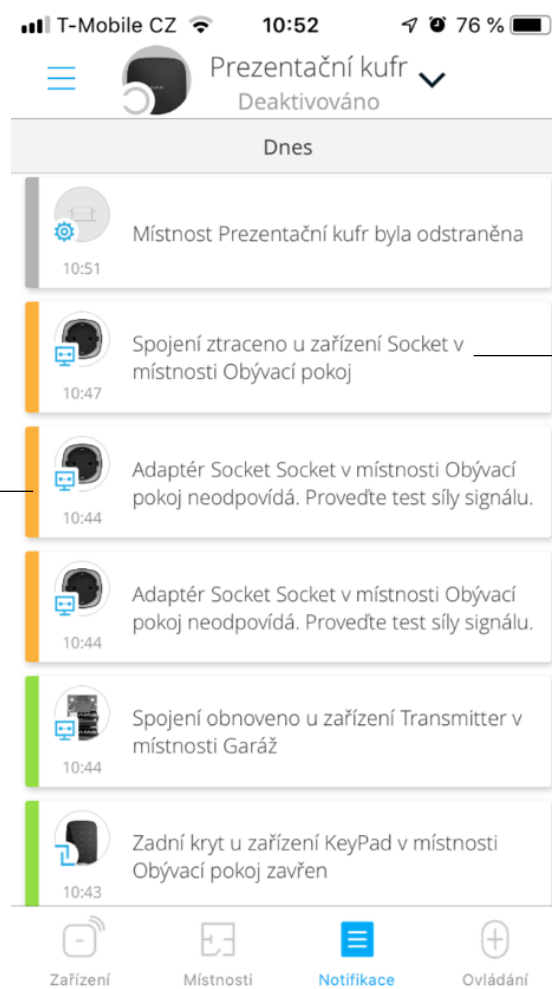 T-Mobile CZ 10:52 76 %
Prezentační kufr
Deaktivováno
Dnes
Místnost Prezentační kufr byla odstraněna
10:51
Spojení ztraceno u zařízení Socket v
místnosti Obývací pokoj
10:47
Adaptér Socket Socket v místnosti Obývací
pokoj neodpovídá. Proveďte test síly signálu.
10:44
Adaptér Socket Socket v místnosti Obývací
pokoj neodpovídá. Proveďte test síly signálu.
10:44
Spojení obnoveno u zařízení Transmitter v
místnosti Garáž
10:44
Zadní kryt u zařízení KeyPad v místnosti
Obývací pokoj zavřen
10:43
Zařízení Místnosti Notifikace Ovládání